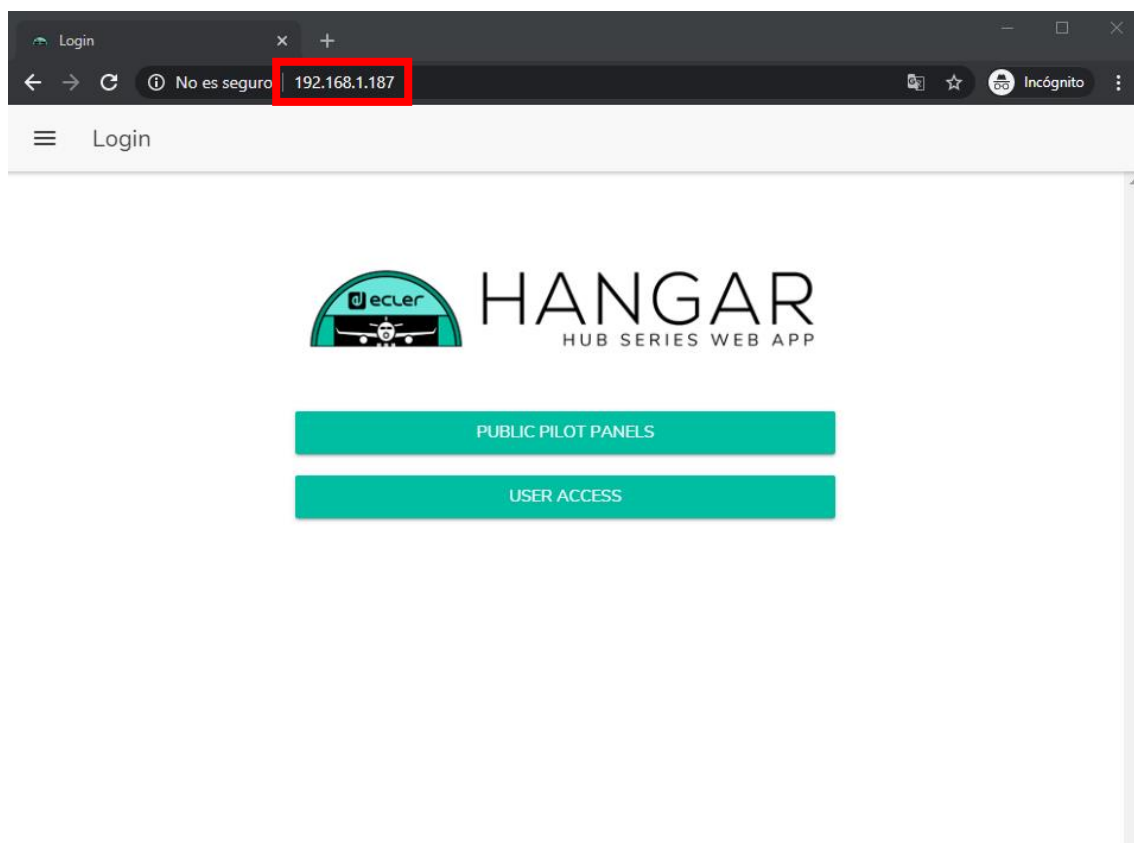 Login
No es seguro
192.168.1.187
Incógnito
Login
ecler
HANGAR
HUB SERIES WEB APP
PUBLIC PILOT PANELS
USER ACCESS